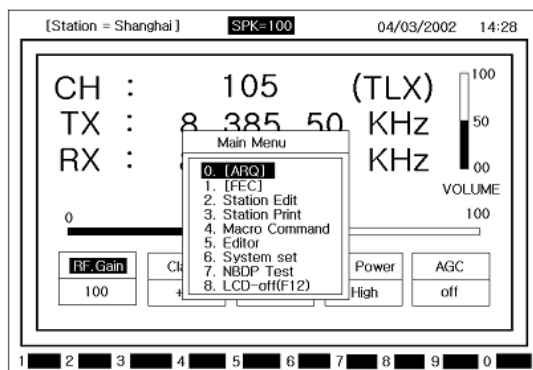 [Station = Shanghai] SPK=100 04/03/2002 14:28
CH : 105 (TLX)
TX : 8 385 50 KHz
RX : KHz
100
50
00
VOLUME
0 100
Main Menu
0. [ARQ]
1. [FEC]
2. Station Edit
3. Station Print
4. Macro Command
5. Editor
6. System set
7. NBDP Test
8. LCD-off(F12)
RF.Gain Power AGC
100 High off
1 2 3 4 5 6 7 8 9 0